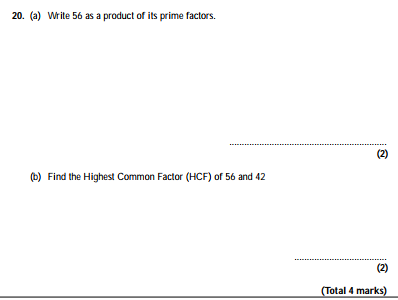 20. (a) Write 56 as a product of its prime factors.
(2)
(b) Find the Highest Common Factor (HCF) of 56 and 42
(2)
(Total 4 marks)